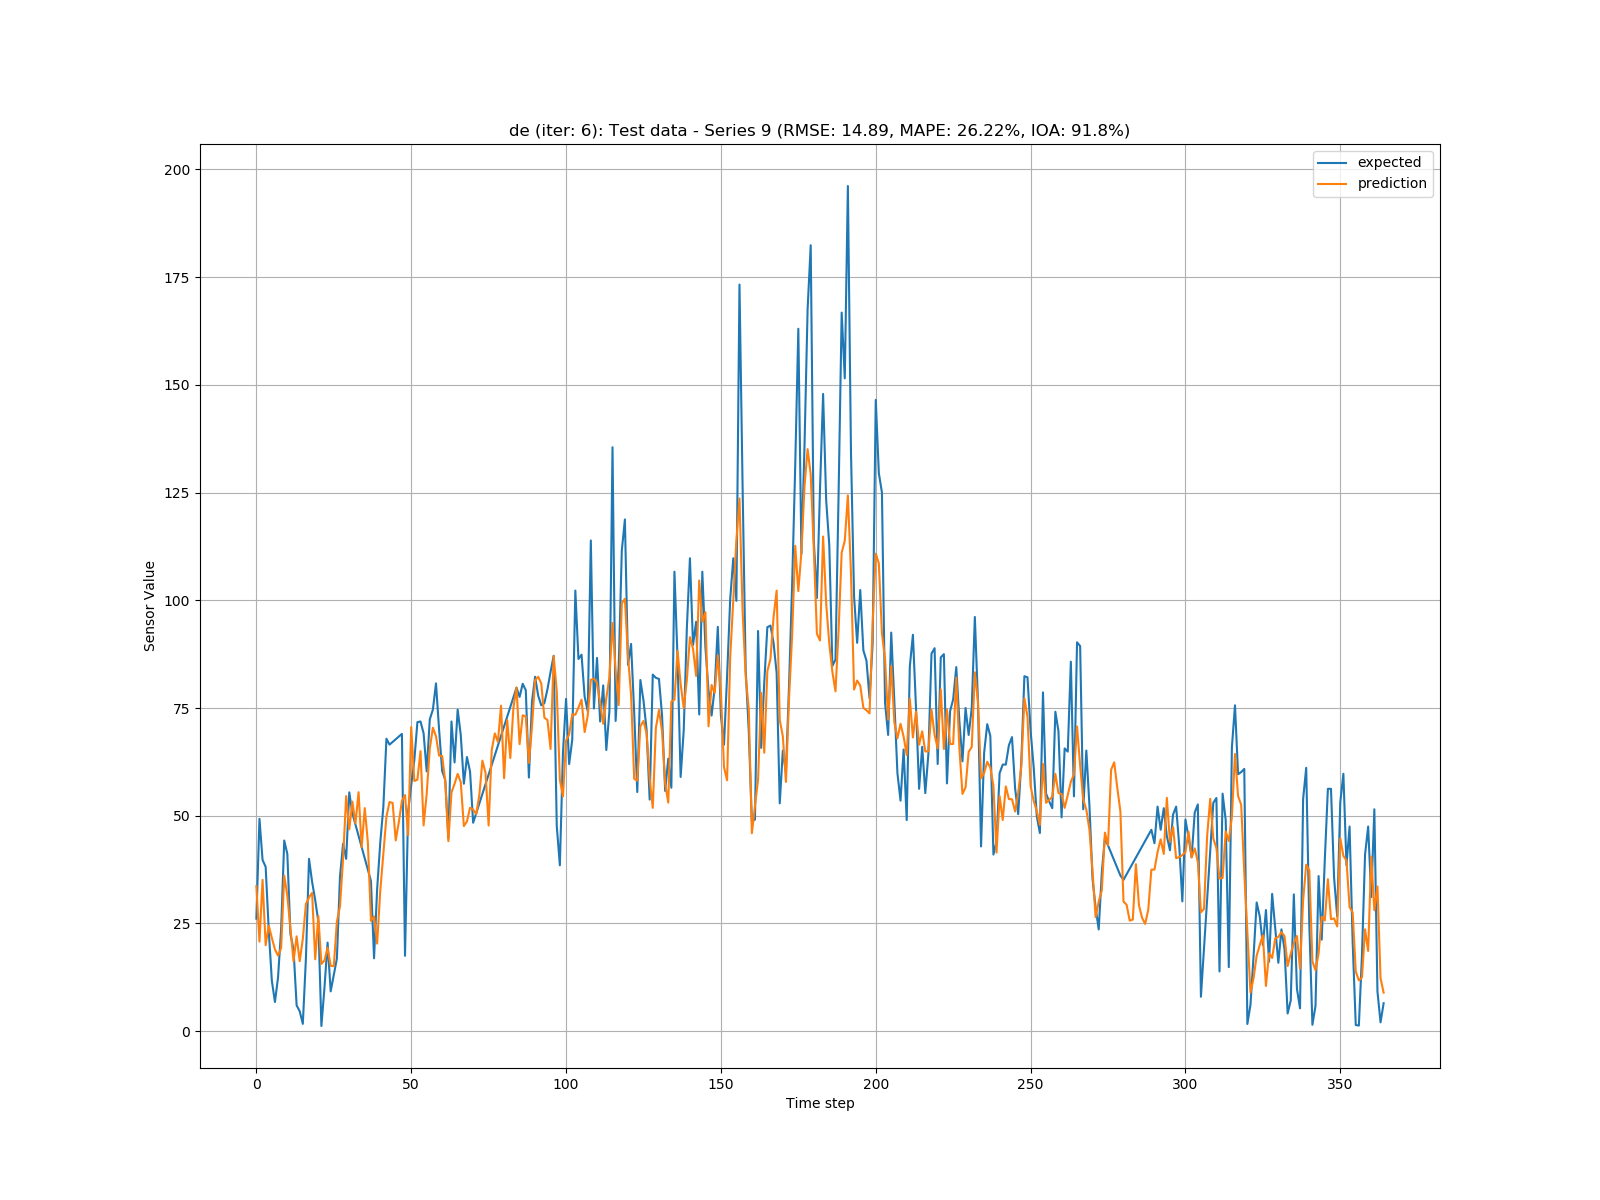 de (iter: 6): Test data - Series 9 (RMSE: 14.89, MAPE: 26.22%, IOA: 91.8%)
expected
prediction
200
175
150
125
100
75
50
25
0
Sensor Value
0 50 100 150 200 250 300 350
Time step